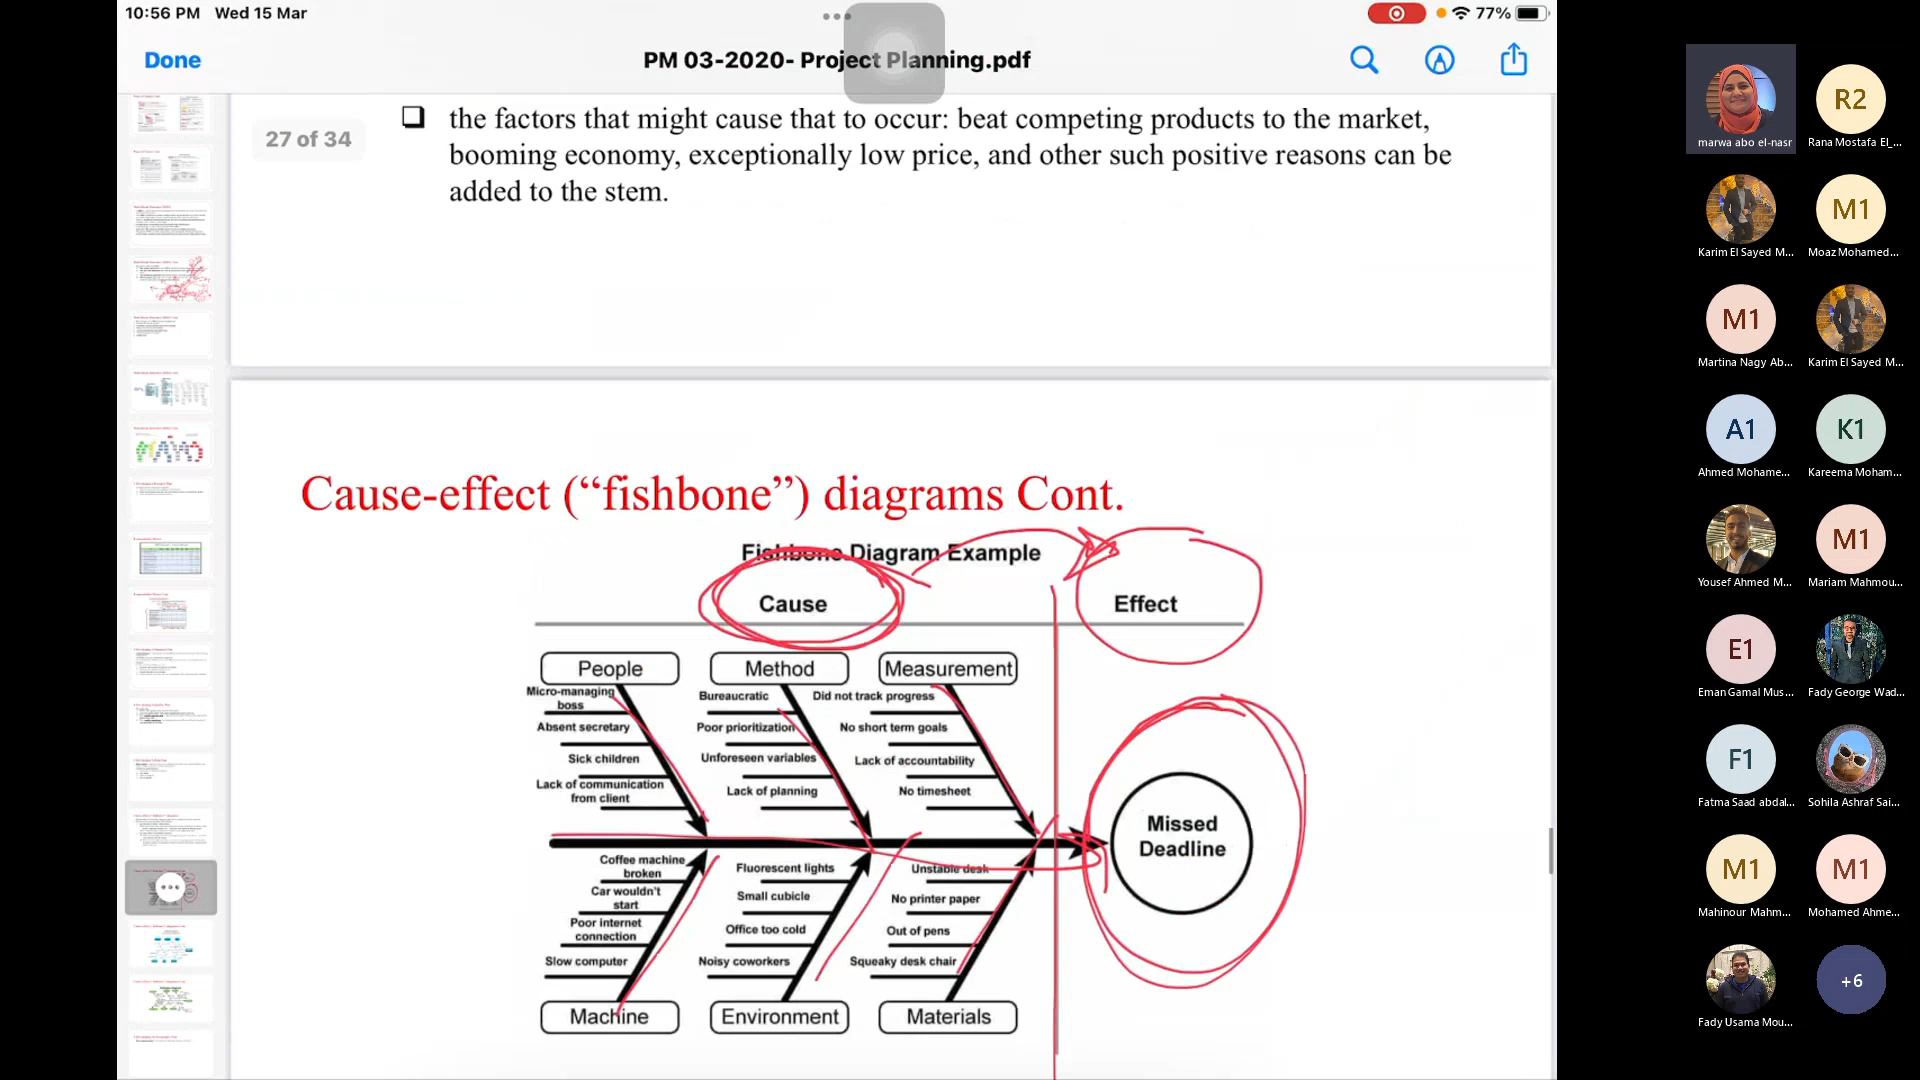 10:56 PM Wed 15 Mar
77%
Done
PM 03-2020- Project Planning.pdf
27 of 34
the factors that might cause that to occur: beat competing products to the market,
booming economy, exceptionally low price, and other such positive reasons can be
added to the stem.
Cause-effect (“fishbone”) diagrams Cont.
Fishbone Diagram Example
Cause
Effect
People
Method
Measurement
Micro-managing
boss
Absent secretary
Sick children
Lack of communication
from client
Bureaucratic
Poor prioritization
Unforeseen variables
Lack of planning
Did not track progress
No short term goals
Lack of accountability
No timesheet
Missed
Deadline
Coffee machine
broken
Car wouldn't
start
Poor internet
connection
Slow computer
Fluorescent lights
Small cubicle
Office too cold
Noisy coworkers
Unstable desk
No printer paper
Out of pens
Squeaky desk chair
Machine
Environment
Materials
marwa abo el-nasr
R2
Rana Mostafa El_...
Karim El Sayed M...
M1
Moaz Mohamed...
M1
Martina Nagy Ab...
Karim El Sayed M...
A1
Ahmed Mohame...
K1
Kareema Moham...
Yousef Ahmed M...
M1
Mariam Mahmou...
E1
Eman Gamal Mus...
Fady George Wad...
F1
Fatma Saad abdal...
Sohila Ashraf Sai...
M1
Mahinour Mahm...
M1
Mohamed Ahme...
Fady Usama Mou...
+6